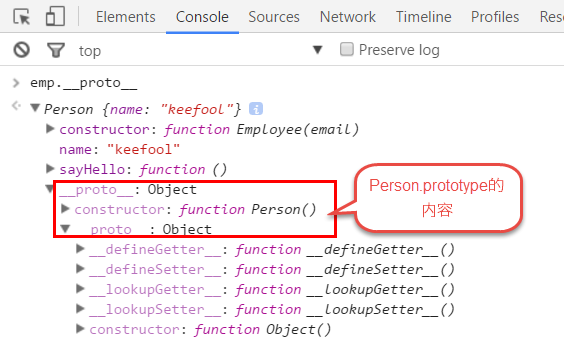 Elements Console Sources Network Timeline Profiles
top Preserve log
emp.__proto__
Person {name: "keefool"}
constructor: function Employee(email)
name: "keefool"
sayHello: function ()
__proto__: Object
constructor: function Person()
__proto__: Object
__defineGetter__: function __defineGetter__()
__defineSetter__: function __defineSetter__()
__lookupGetter__: function __lookupGetter__()
__lookupSetter__: function __lookupSetter__()
constructor: function Object()
Person.prototype的
内容